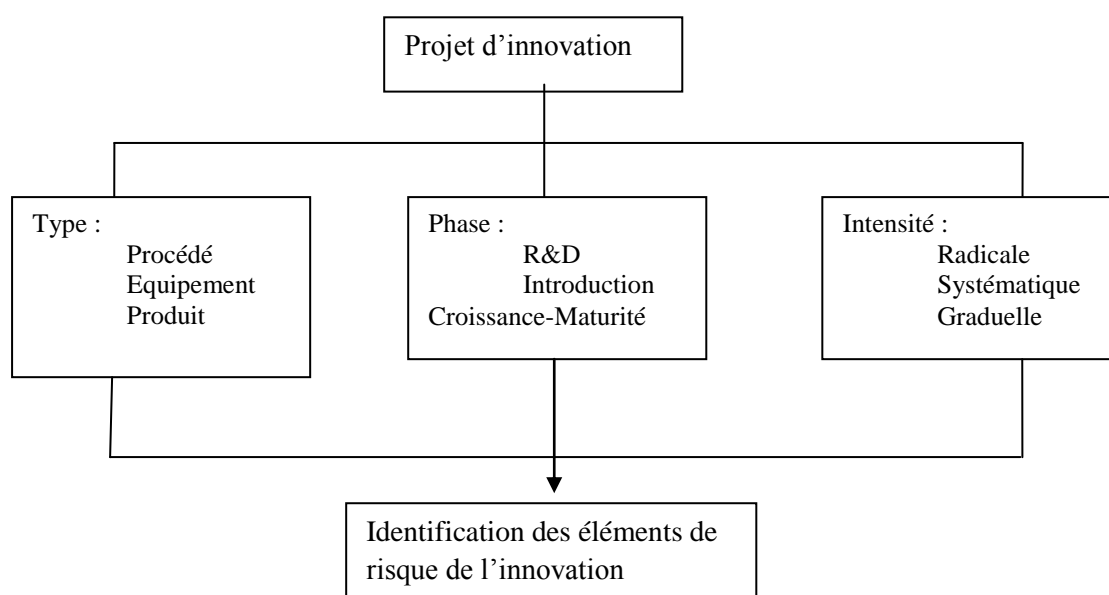 Projet d’innovation
Type :
Procédé
Equipement
Produit
Phase :
R&D
Introduction
Croissance-Maturité
Intensité :
Radicale
Systématique
Graduelle
Identification des éléments de
risque de l’innovation